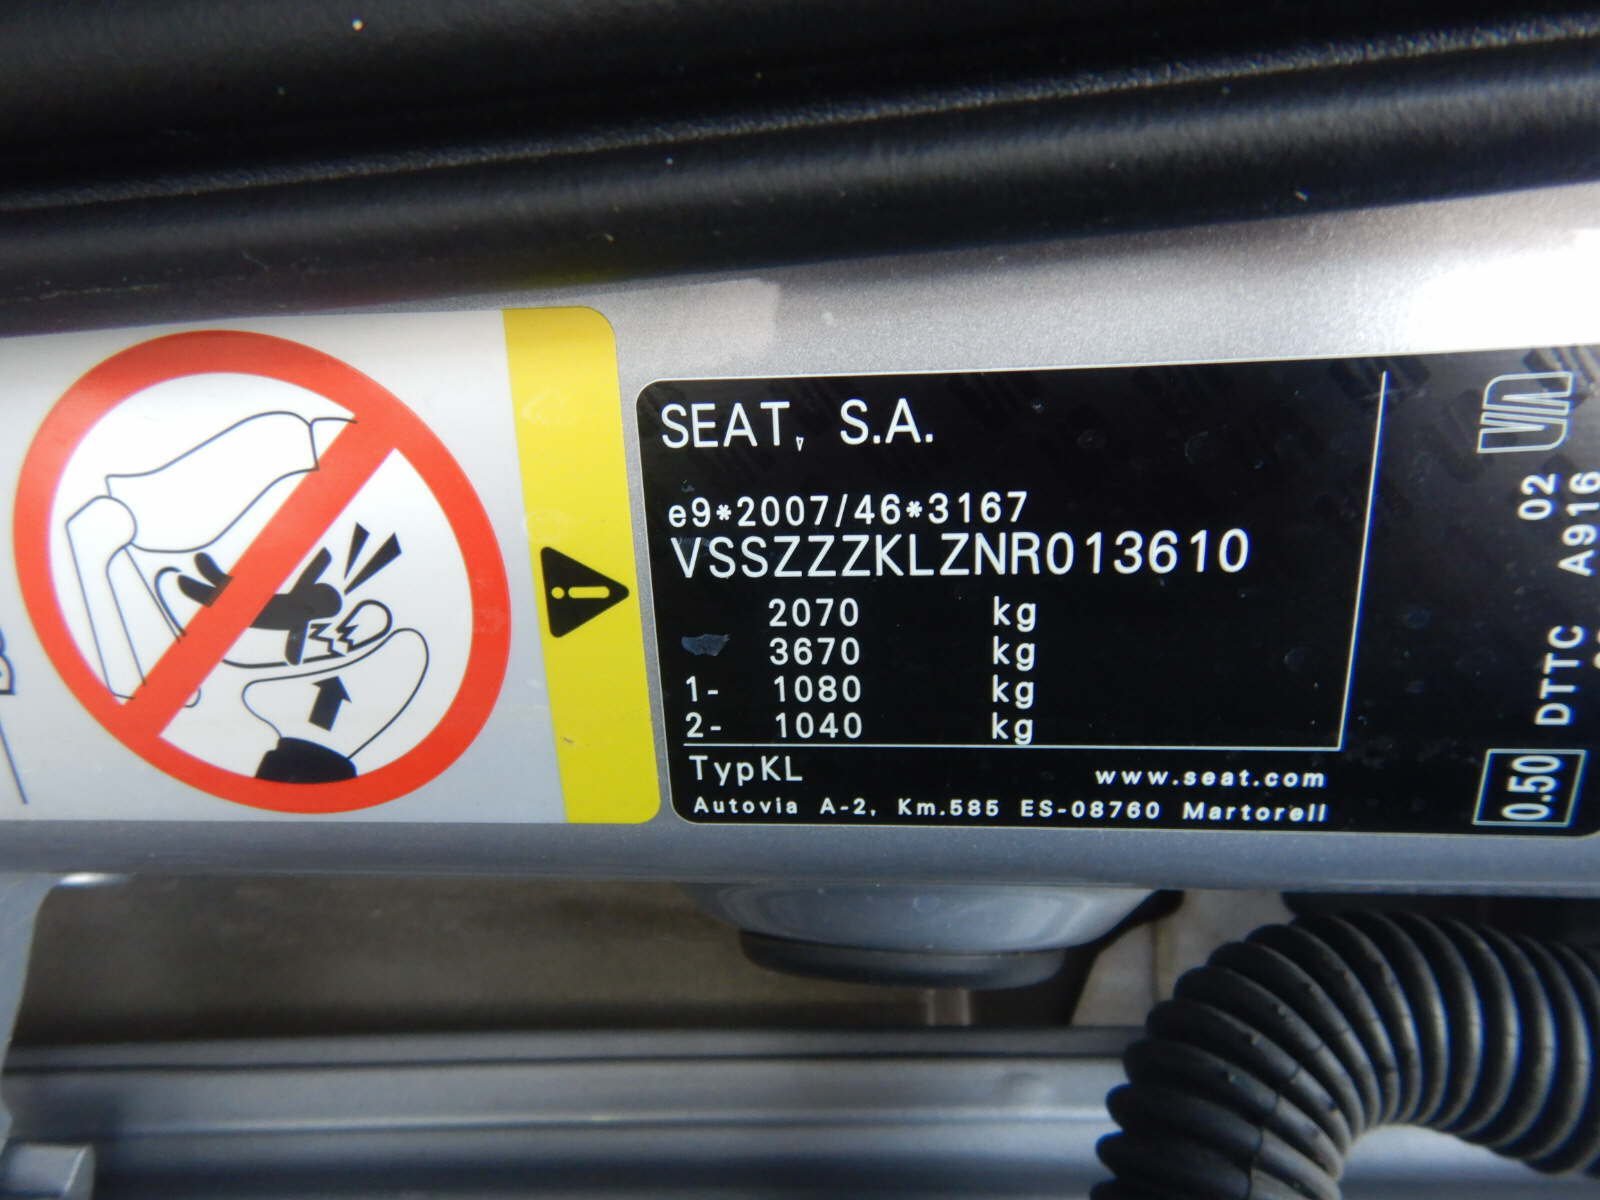 SEAT, S.A.
e9*2007/46*3167
VSSZZZKLZNR013610
2070 kg
3670 kg
1- 1080 kg
2- 1040 kg
TypKL www.seat.com
Autovia A-2, Km.585 ES-08760 Martorell
02
A916
DTTC
0.50